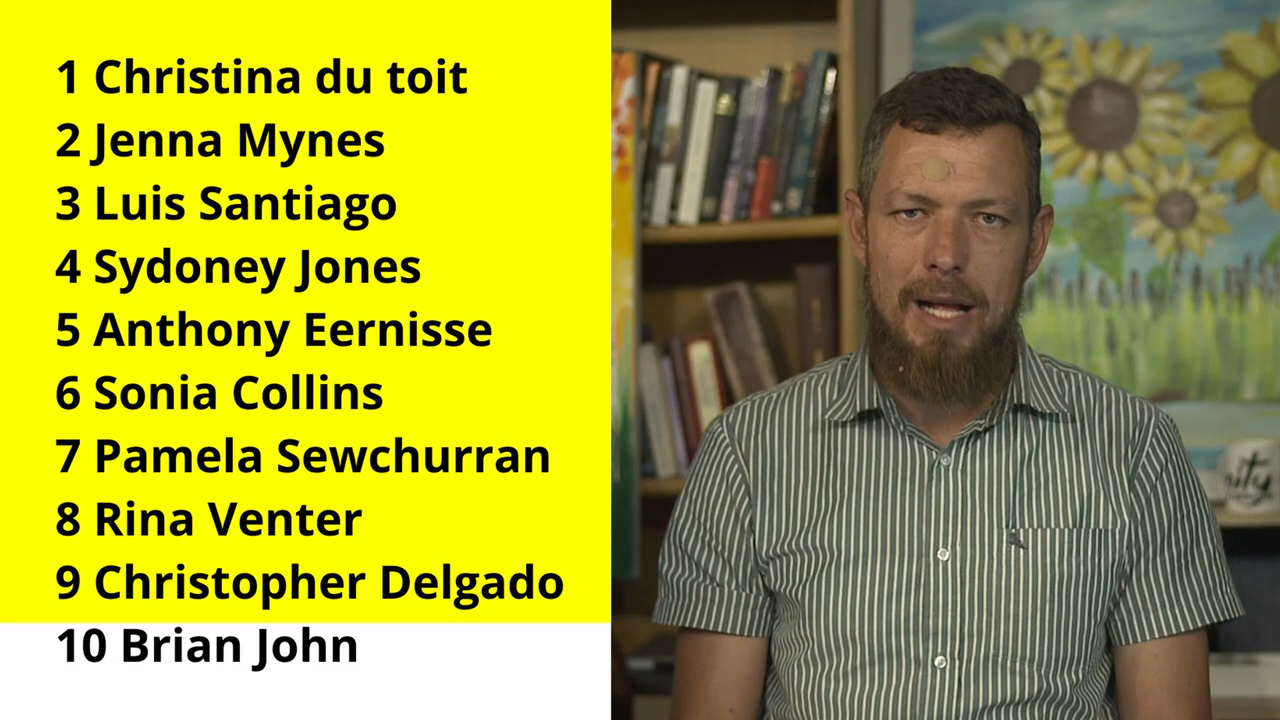 1 Christina du toit
2 Jenna Mynes
3 Luis Santiago
4 Sydoney Jones
5 Anthony Eernisse
6 Sonia Collins
7 Pamela Sewchurran
8 Rina Venter
9 Christopher Delgado
10 Brian John